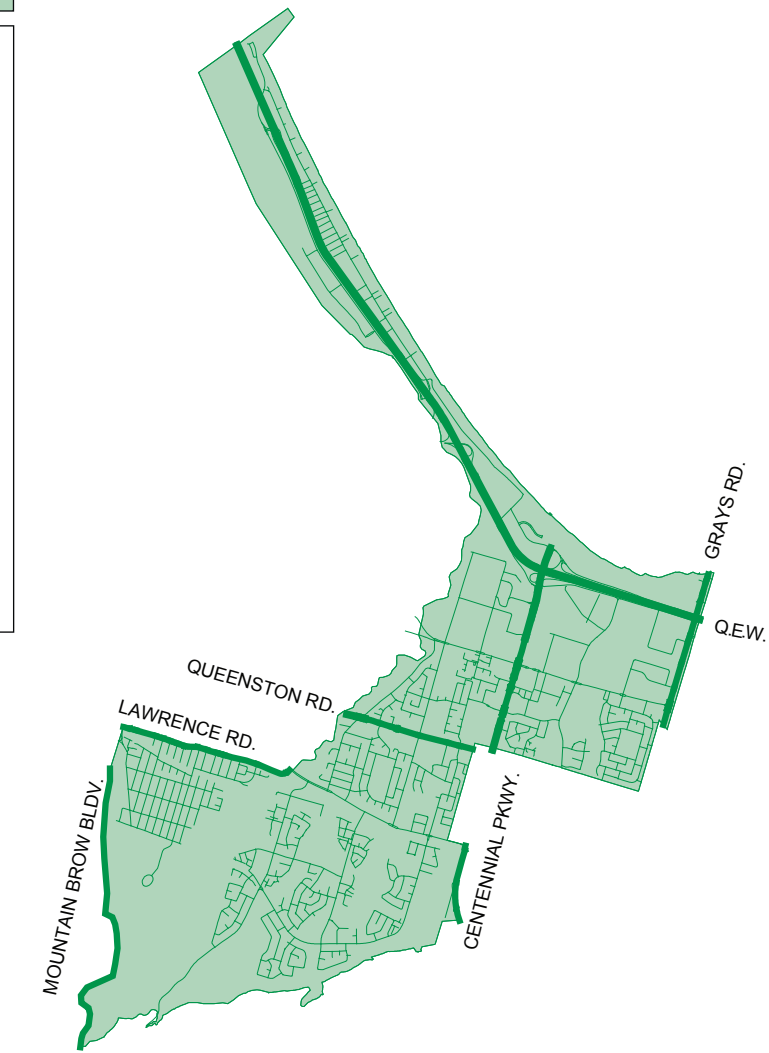 GRAYS RD.
Q.E.W.
QUEENSTON RD.
LAWRENCE RD.
MOUNTAIN BROW BLDV.
CENTENNIAL PKWY.